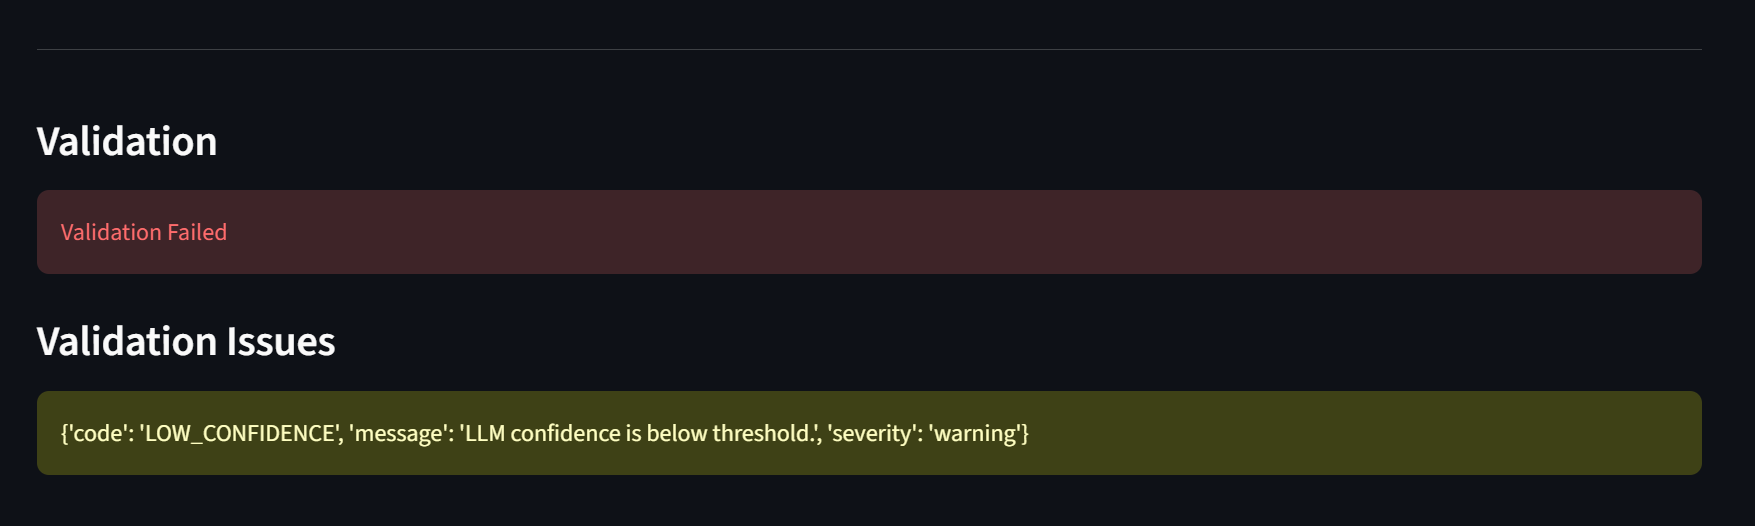 Validation
Validation Failed
Validation Issues
{'code': 'LOW_CONFIDENCE', 'message': 'LLM confidence is below threshold.', 'severity': 'warning'}